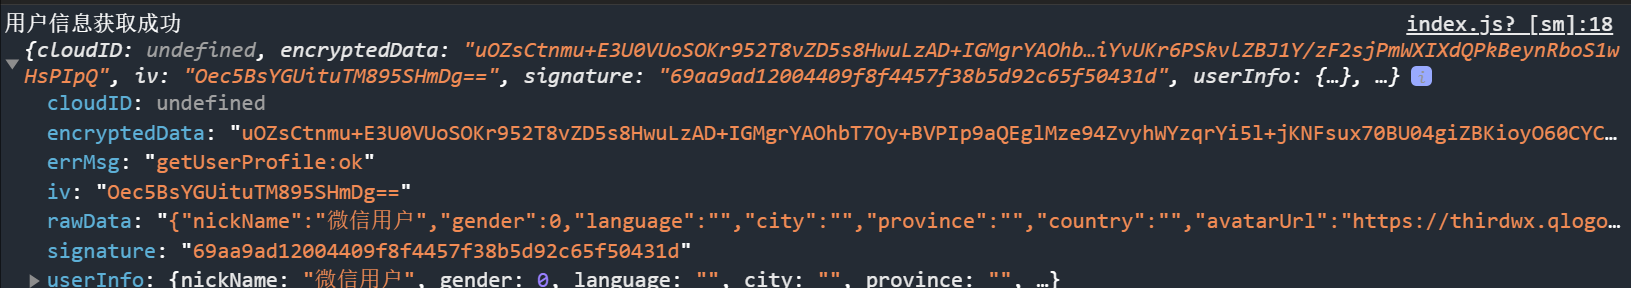 用户信息获取成功 index.js? [sm]:18
{cloudID: undefined, encryptedData: "uOZsCtnmu+E3U0VUoSOKr952T8vZD5s8HwuLzAD+IGMgrYAOhb…iYvUKr6PSkvlZBJ1Y/zF2sjPmWXIXdQPkBeynRboS1w
HsPIpQ", iv: "Oec5BsYGUituTM895SHmDg==", signature: "69aa9ad12004409f8f4457f38b5d92c65f50431d", userInfo: {…}, …} i
cloudID: undefined
encryptedData: "uOZsCtnmu+E3U0VUoSOKr952T8vZD5s8HwuLzAD+IGMgrYAOhbT7Oy+BVPIp9aQEglMze94ZvyhWYzqrYi5l+jKNFsux70BU04giZBKioyO60CYC…
errMsg: "getUserProfile:ok"
iv: "Oec5BsYGUituTM895SHmDg=="
rawData: "{"nickName":"微信用户","gender":0,"language":"","city":"","province":"","country":"","avatarUrl":"https://thirdwx.qlogo…
signature: "69aa9ad12004409f8f4457f38b5d92c65f50431d"
userInfo: {nickName: "微信用户", gender: 0, language: "", city: "", province: "", …}